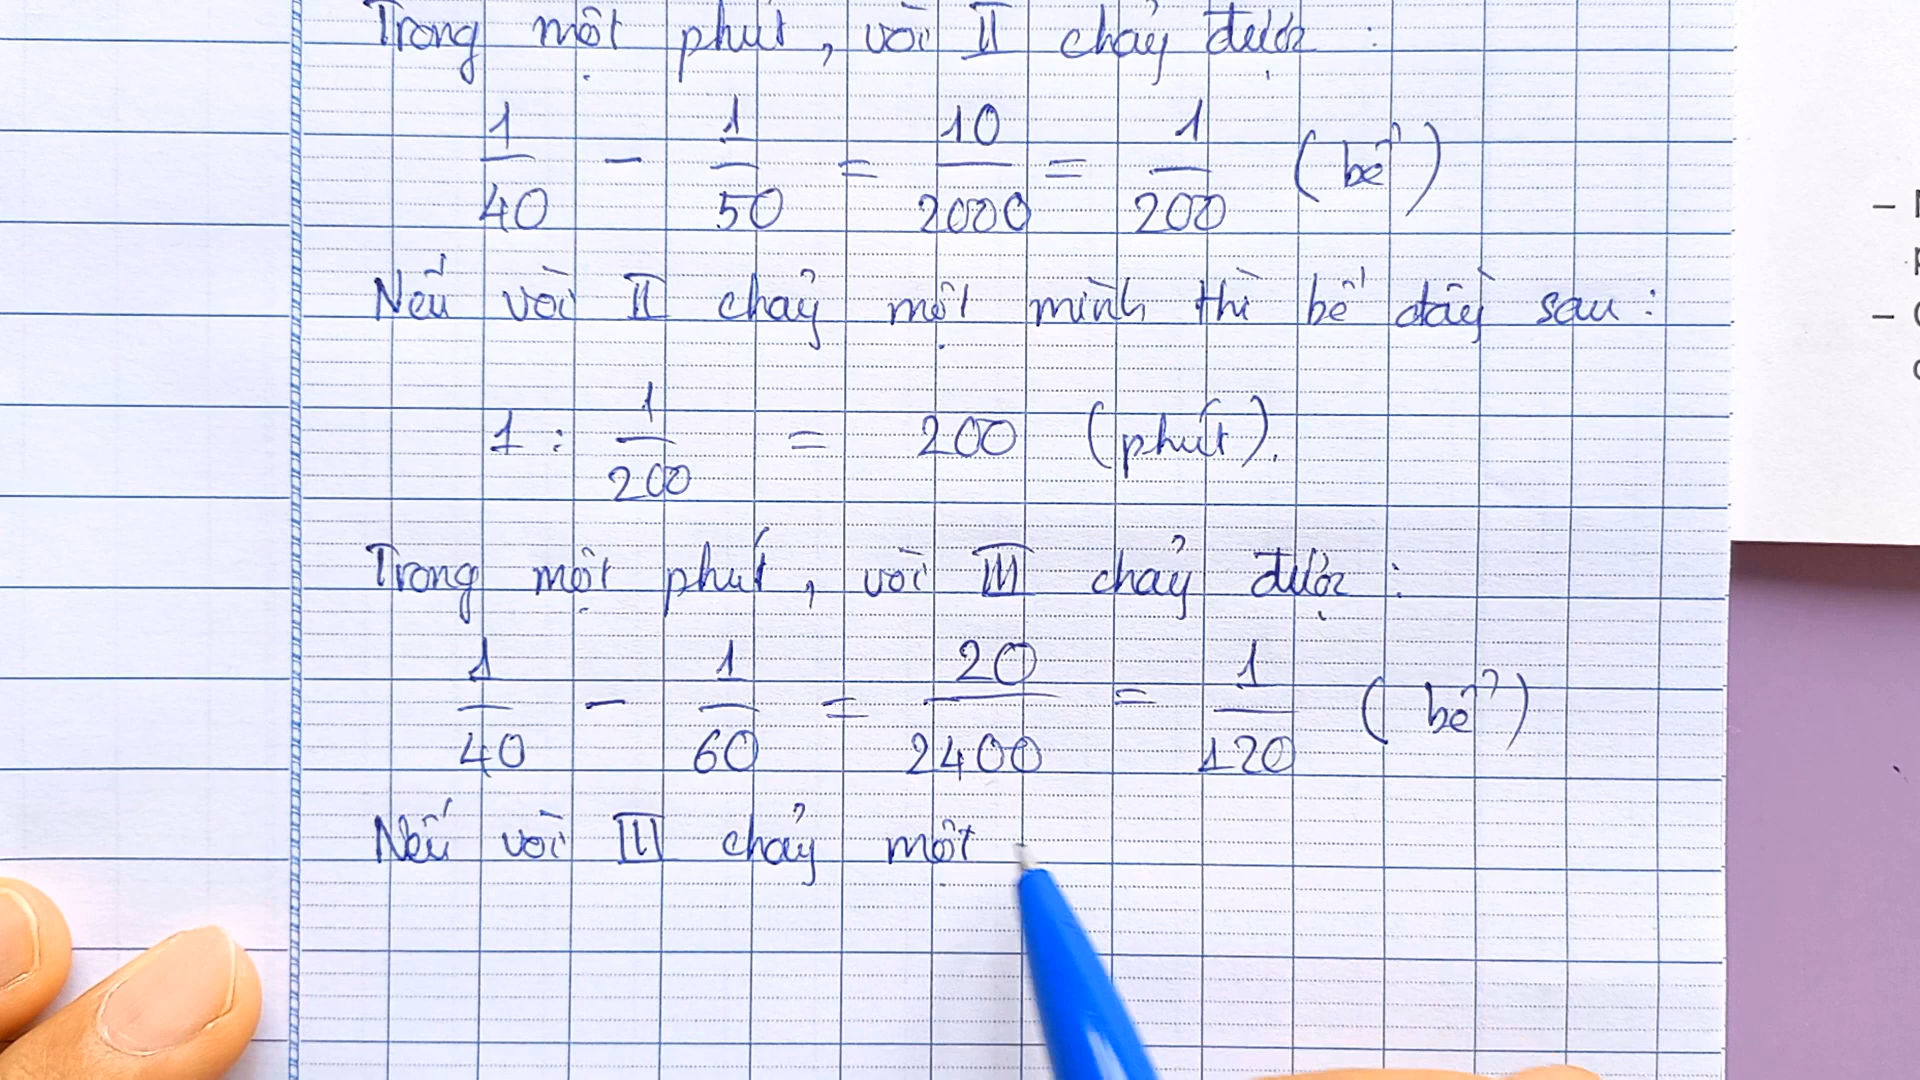 Trong một phút, vòi II chảy được:
1/40 - 1/50 = 10/2000 = 1/200 (bể)
Nếu vòi II chảy một mình thì bể đầy sau:
1 : 1/200 = 200 (phút).
Trong một phút, vòi III chảy được:
1/40 - 1/60 = 20/2400 = 1/120 (bể)
Nếu vòi III chảy một
-
-